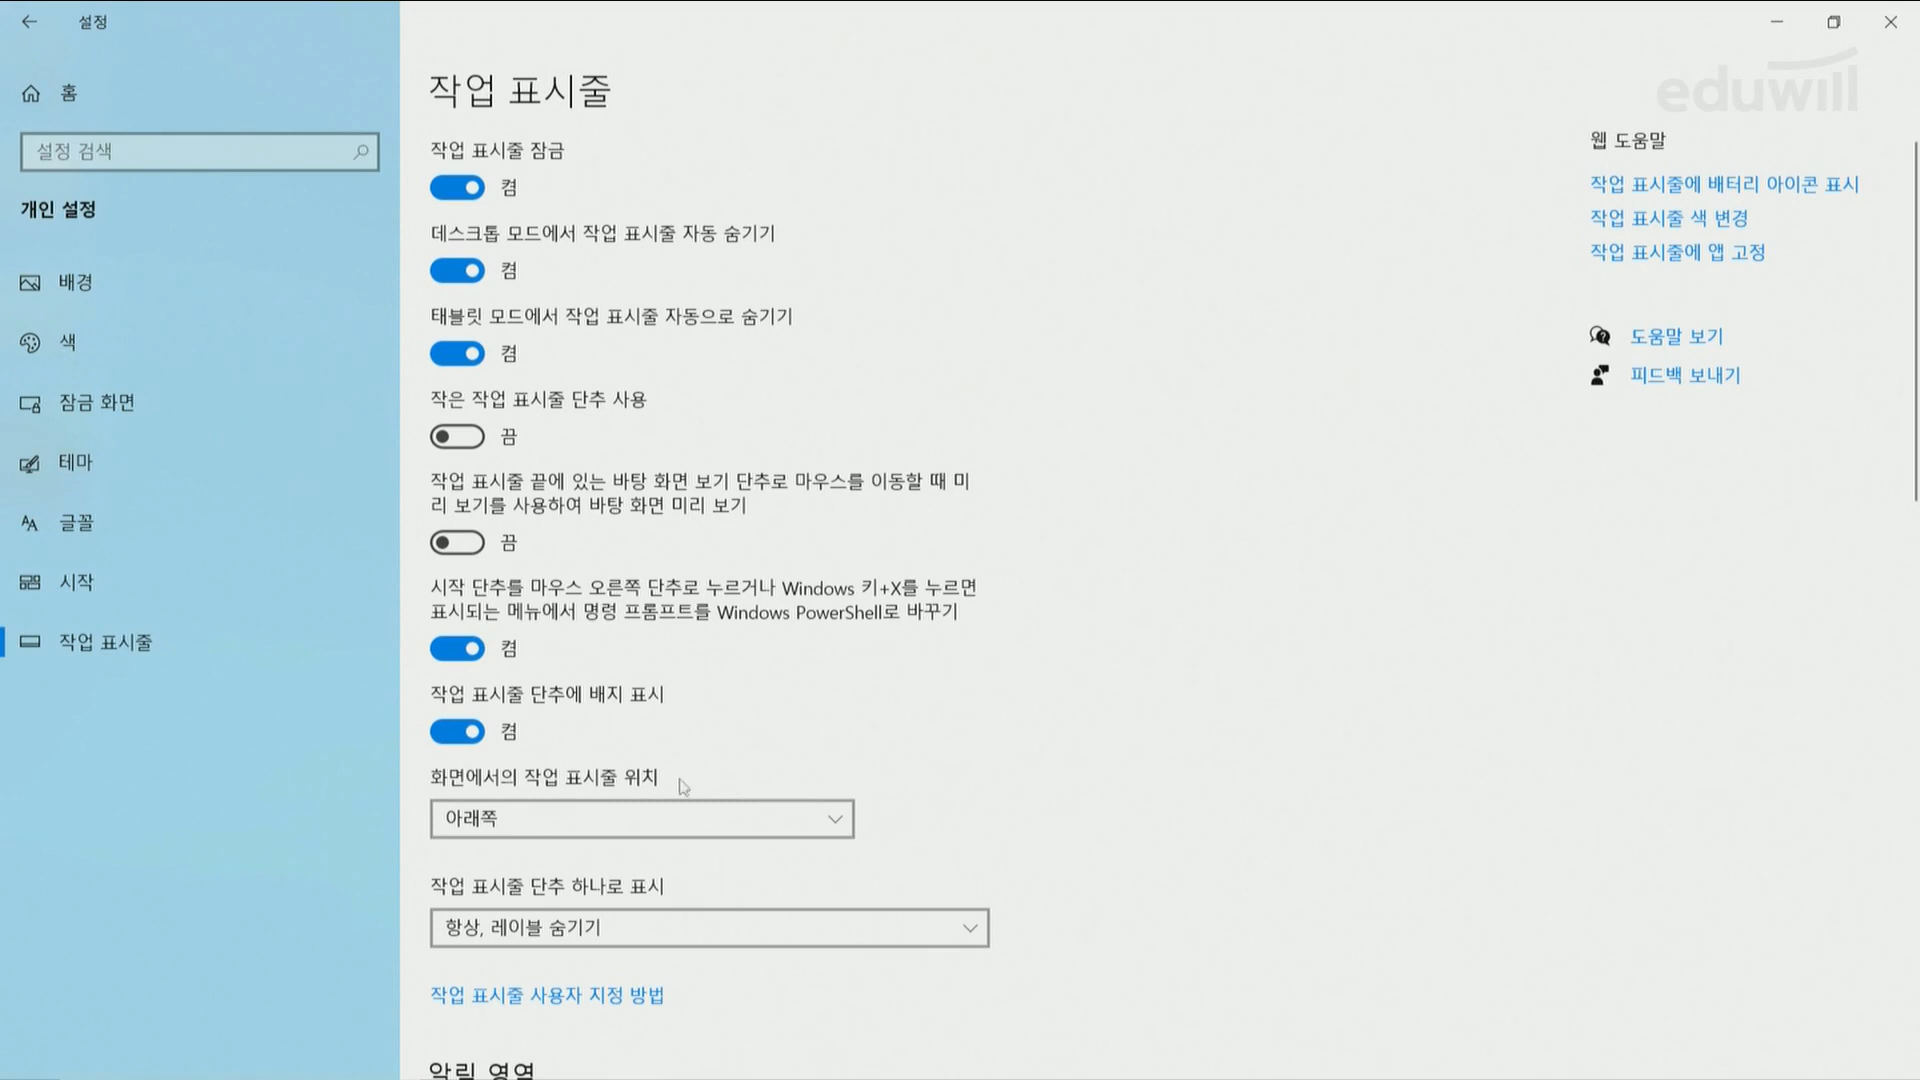 설정
홈
설정 검색
개인 설정
배경
색
잠금 화면
테마
글꼴
시작
작업 표시줄
작업 표시줄
작업 표시줄 잠금
켬
데스크톱 모드에서 작업 표시줄 자동 숨기기
켬
태블릿 모드에서 작업 표시줄 자동으로 숨기기
켬
작은 작업 표시줄 단추 사용
끔
작업 표시줄 끝에 있는 바탕 화면 보기 단추로 마우스를 이동할 때 미
리 보기를 사용하여 바탕 화면 미리 보기
끔
시작 단추를 마우스 오른쪽 단추로 누르거나 Windows 키+X를 누르면
표시되는 메뉴에서 명령 프롬프트를 Windows PowerShell로 바꾸기
켬
작업 표시줄 단추에 배지 표시
켬
화면에서의 작업 표시줄 위치
아래쪽
작업 표시줄 단추 하나로 표시
항상, 레이블 숨기기
작업 표시줄 사용자 지정 방법
알림 영역
eduwill
웹 도움말
작업 표시줄에 배터리 아이콘 표시
작업 표시줄 색 변경
작업 표시줄에 앱 고정
도움말 보기
피드백 보내기